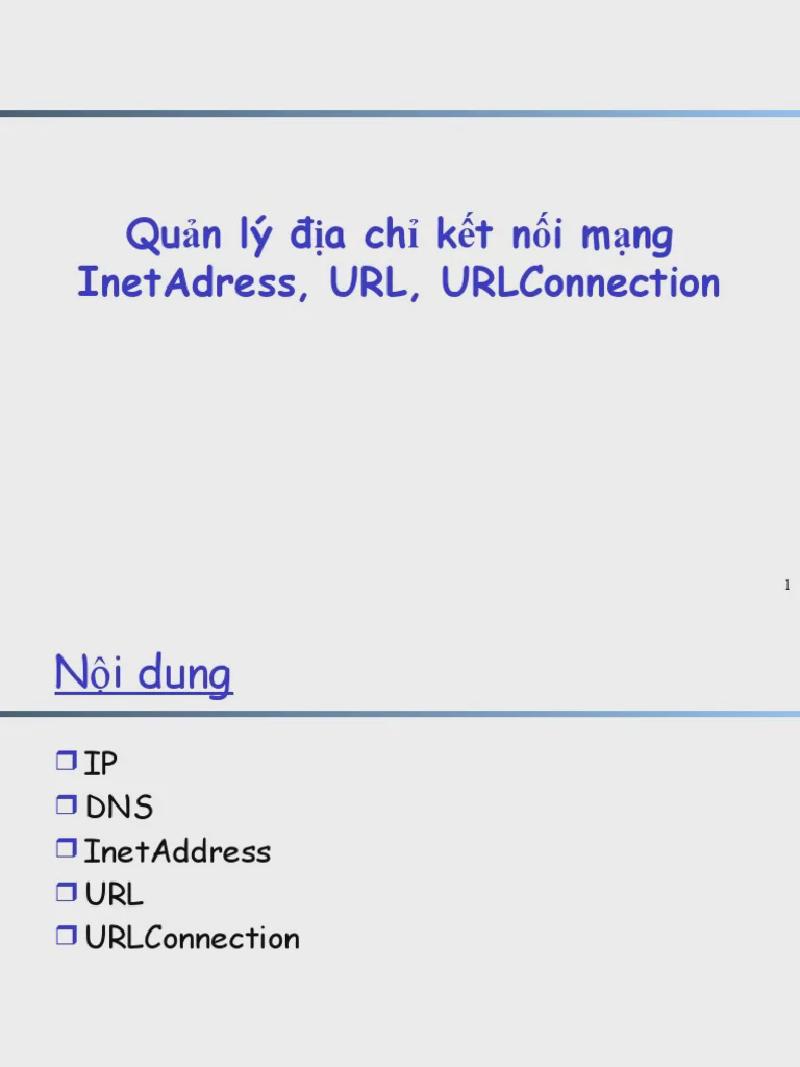 Quản lý địa chỉ kết nối mạng
InetAdress, URL, URLConnection
1
Nội dung
IP
DNS
InetAddress
URL
URLConnection